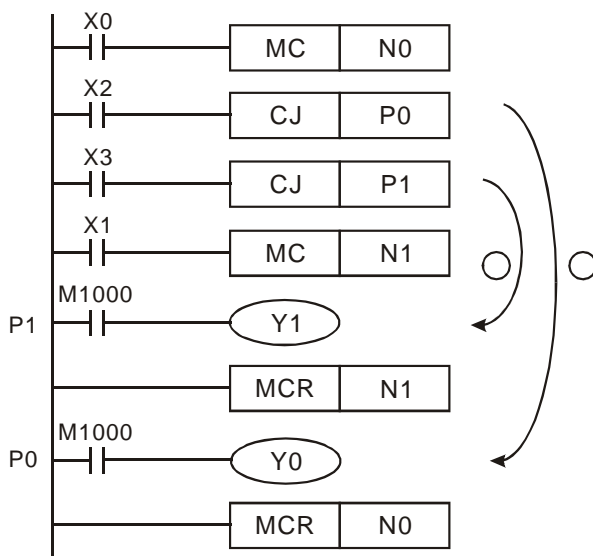 X0
MC N0
X2
CJ P0
X3
CJ P1
X1
MC N1
M1000
P1 Y1
MCR N1
M1000
P0 Y0
MCR N0